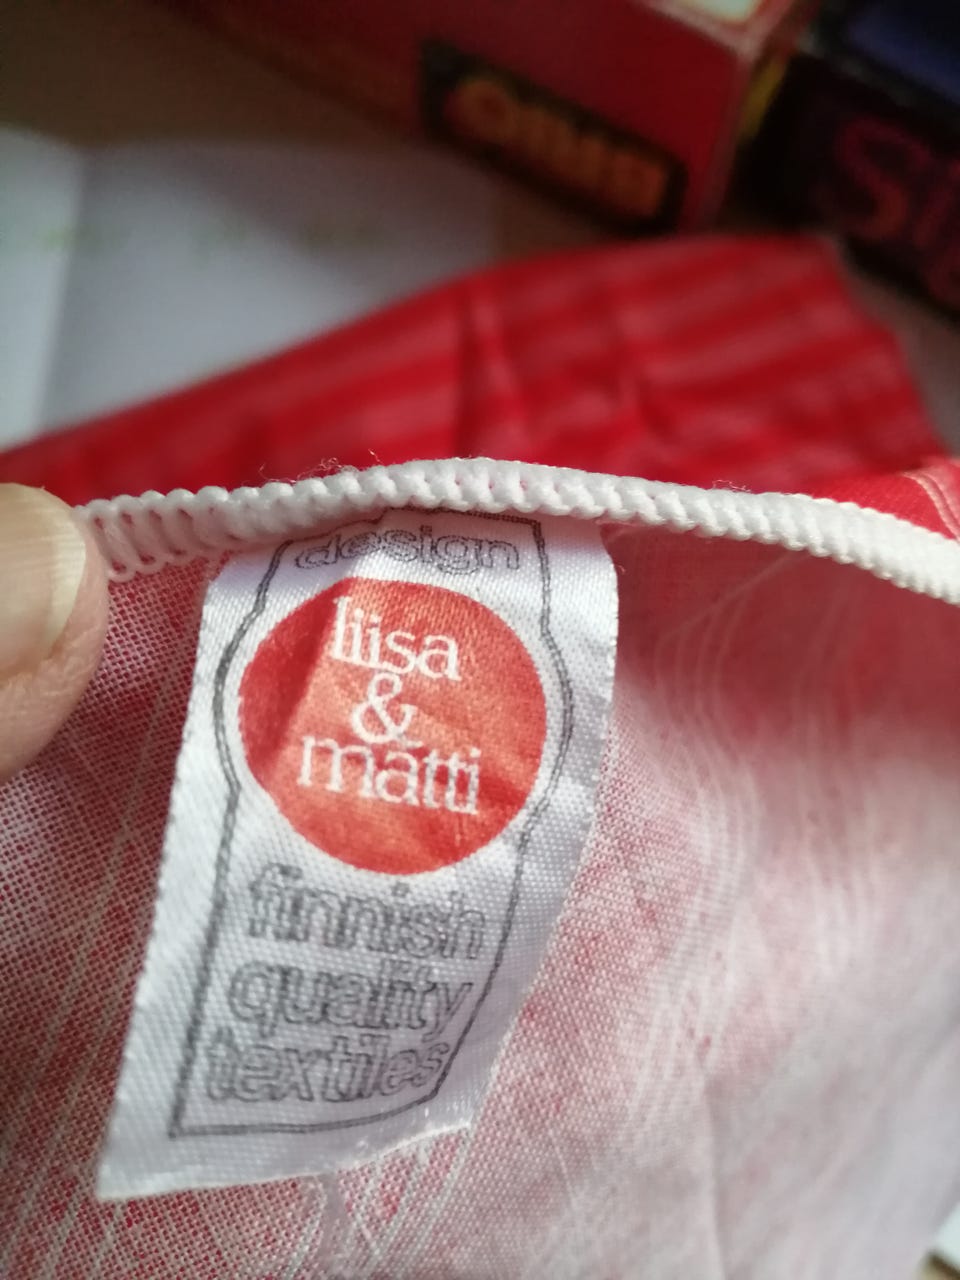 design
liisa
&
matti
finnish
quality
textiles